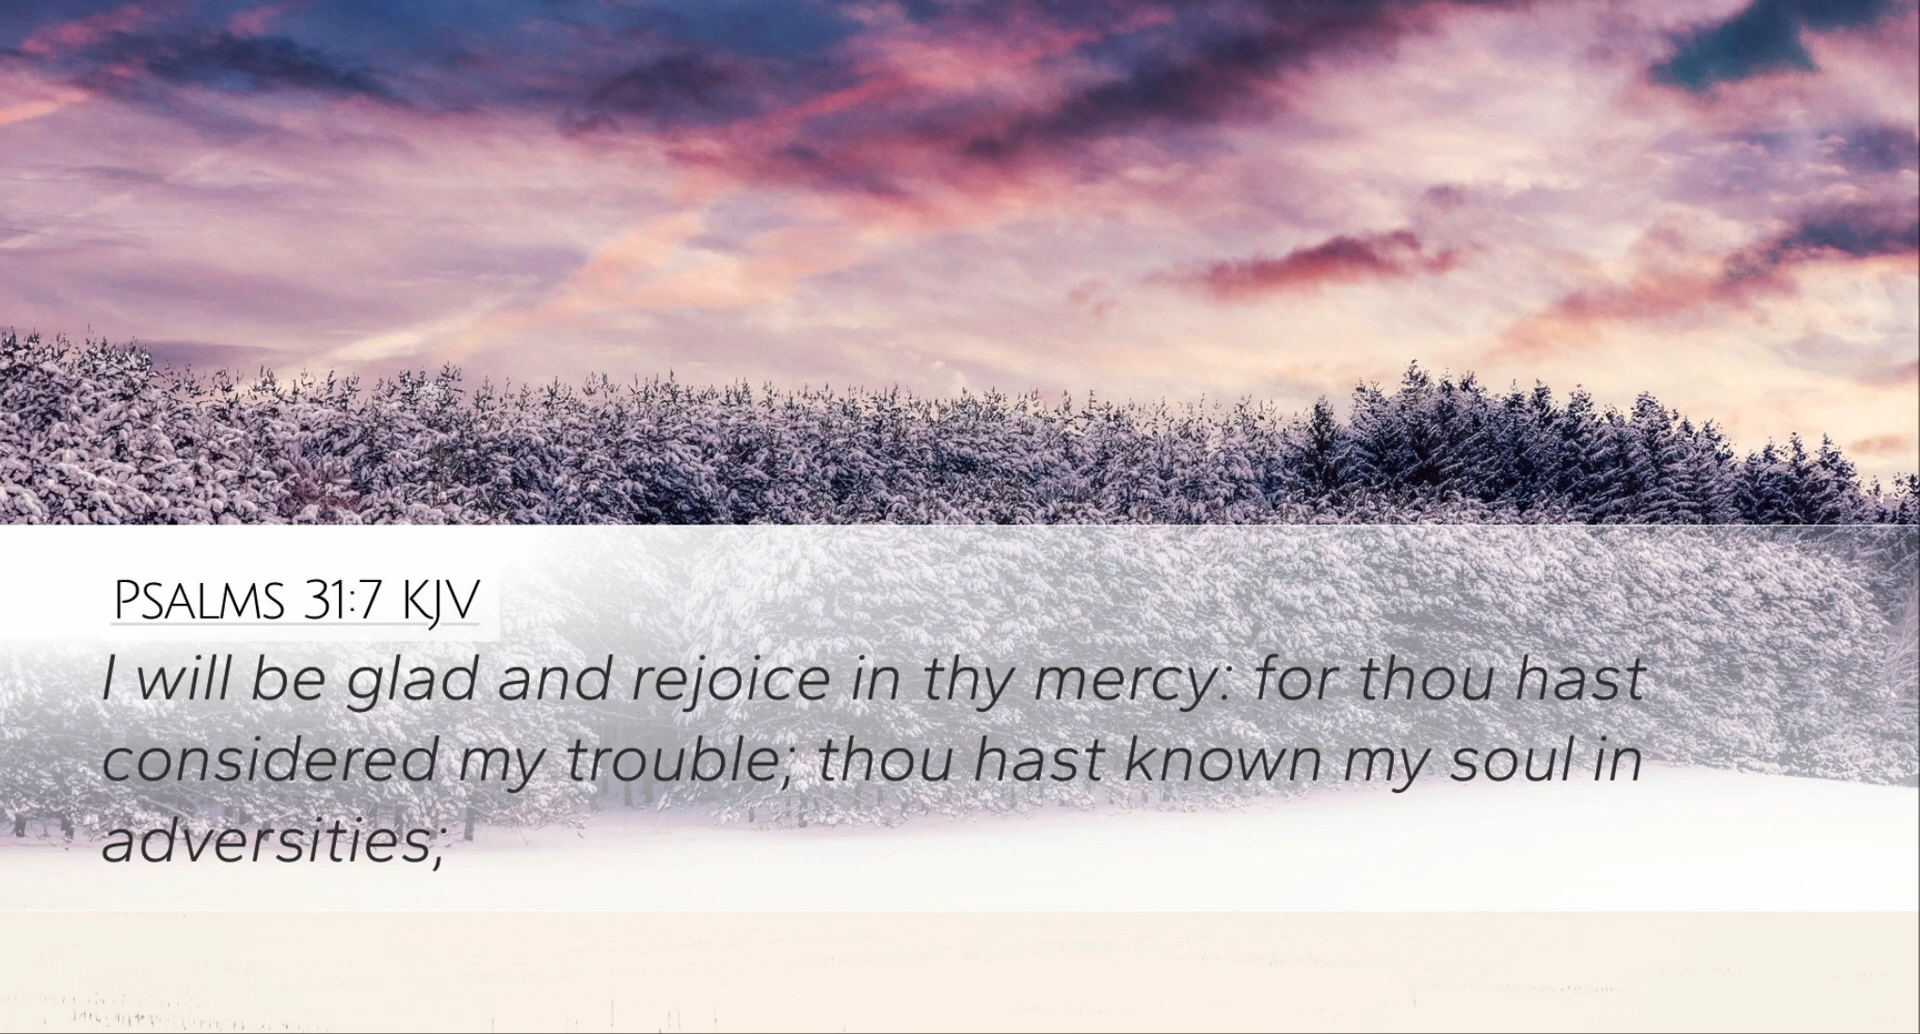 Psalms 31:7 KJV
I will be glad and rejoice in thy mercy: for thou hast
considered my trouble; thou hast known my soul in
adversities;